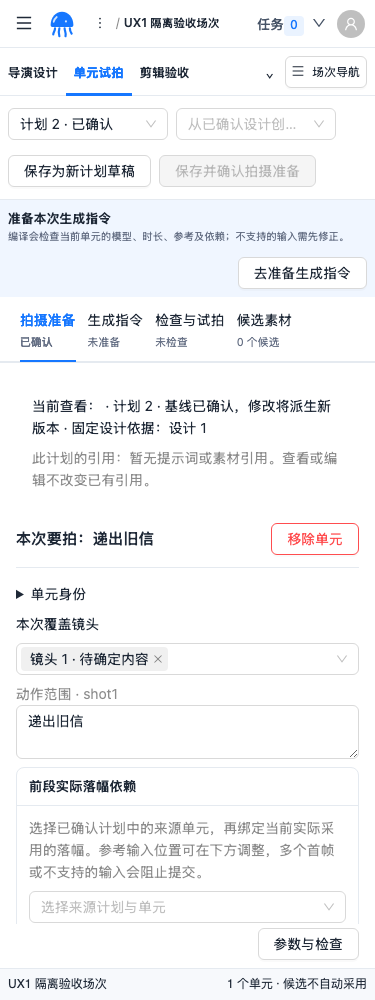 / UX1 隔离验收场次
任务 0
导演设计 单元试拍 剪辑验收 场次导航
计划 2 · 已确认 从已确认设计创...
保存为新计划草稿 保存并确认拍摄准备
准备本次生成指令
编译会检查当前单元的模型、时长、参考及依赖；不支持的输入需先修正。
去准备生成指令
拍摄准备 生成指令 检查与试拍 候选素材
已确认 未准备 未检查 0 个候选
当前查看： · 计划 2 · 基线已确认，修改将派生新
版本 · 固定设计依据：设计 1
此计划的引用：暂无提示词或素材引用。查看或编
辑不改变已有引用。
本次要拍：递出旧信 移除单元
单元身份
本次覆盖镜头
镜头 1 · 待确定内容
动作范围 · shot1
递出旧信
前段实际落幅依赖
选择已确认计划中的来源单元，再绑定当前实际采
用的落幅。参考输入位置可在下方调整，多个首帧
或不支持的输入会阻止提交。
选择来源计划与单元
参数与检查
UX1 隔离验收场次 1 个单元 · 候选不自动采用